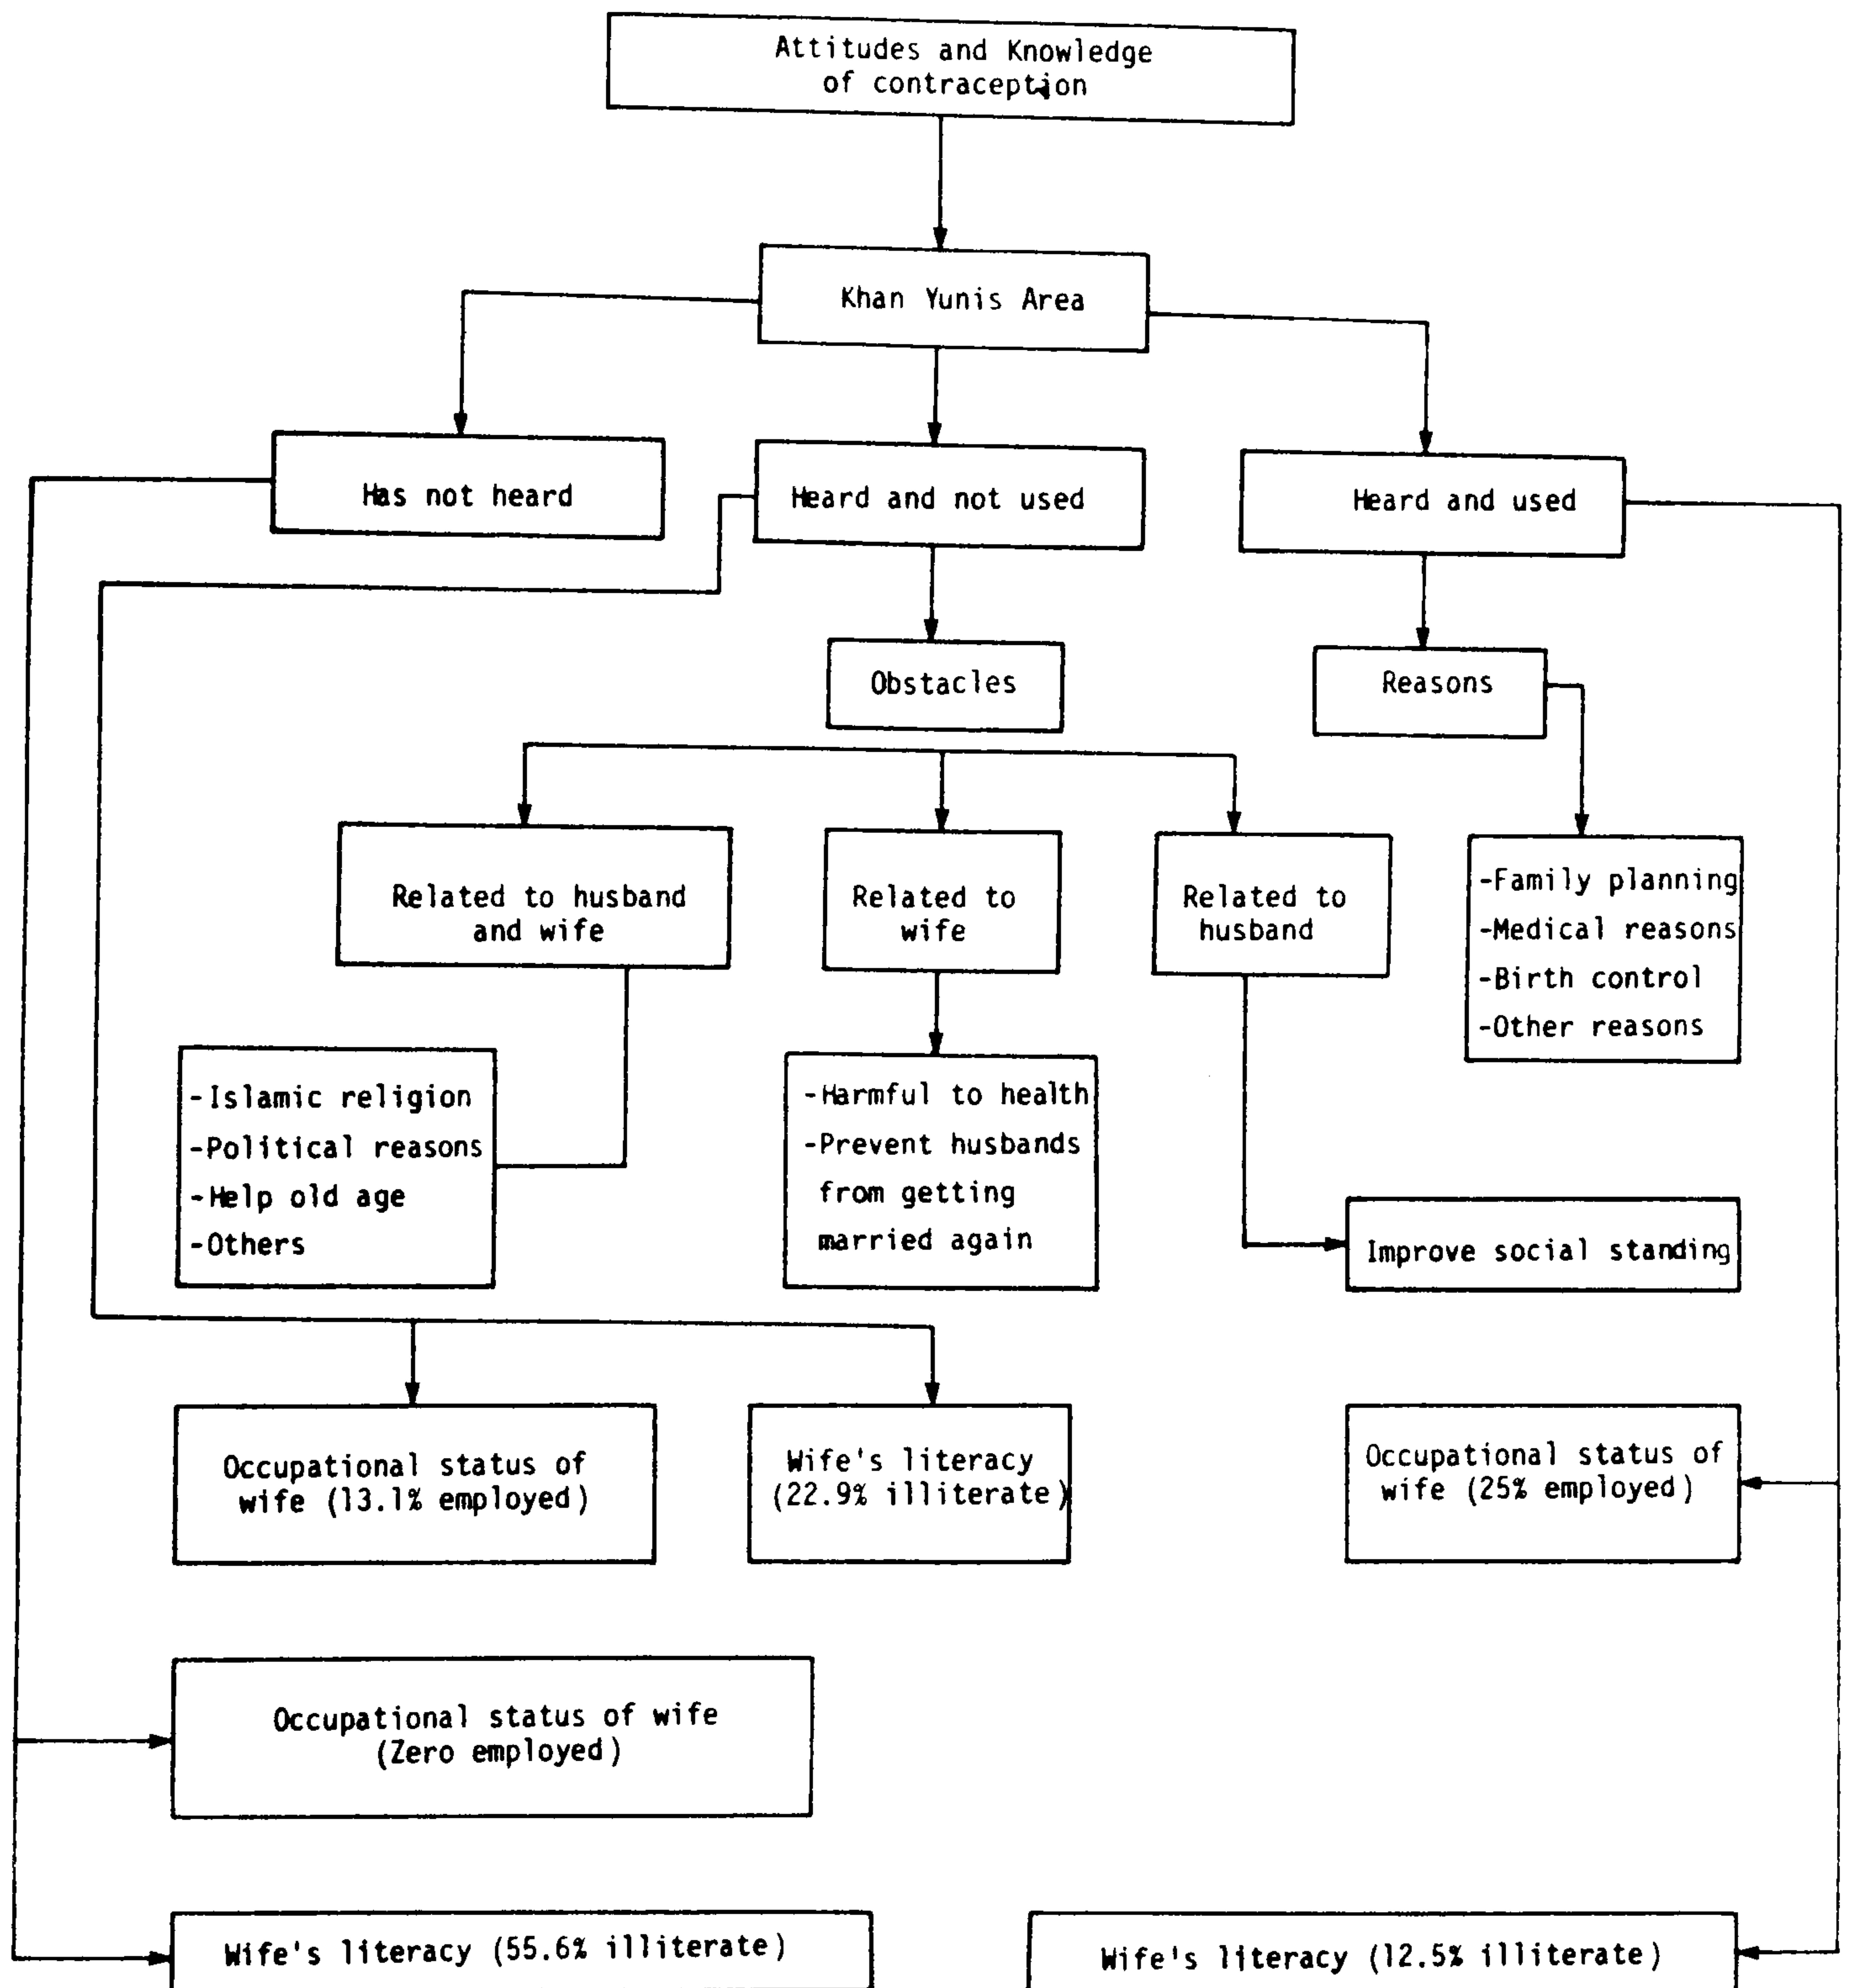 Attitudes and Knowledge
of contraception
Khan Yunis Area
Has not heard
Heard and not used
Heard and used
Obstacles
Reasons
Related to husband
and wife
Related to
wife
Related to
husband
-Family planning
-Medical reasons
-Birth control
-Other reasons
-Islamic religion
-Political reasons
-Help old age
-Others
-Harmful to health
-Prevent husbands
from getting
married again
Improve social standing
Occupational status of
wife (13.1% employed)
Wife's literacy
(22.9% illiterate)
Occupational status of
wife (25% employed)
Occupational status of wife
(Zero employed)
Wife's literacy (55.6% illiterate)
Wife's literacy (12.5% illiterate)